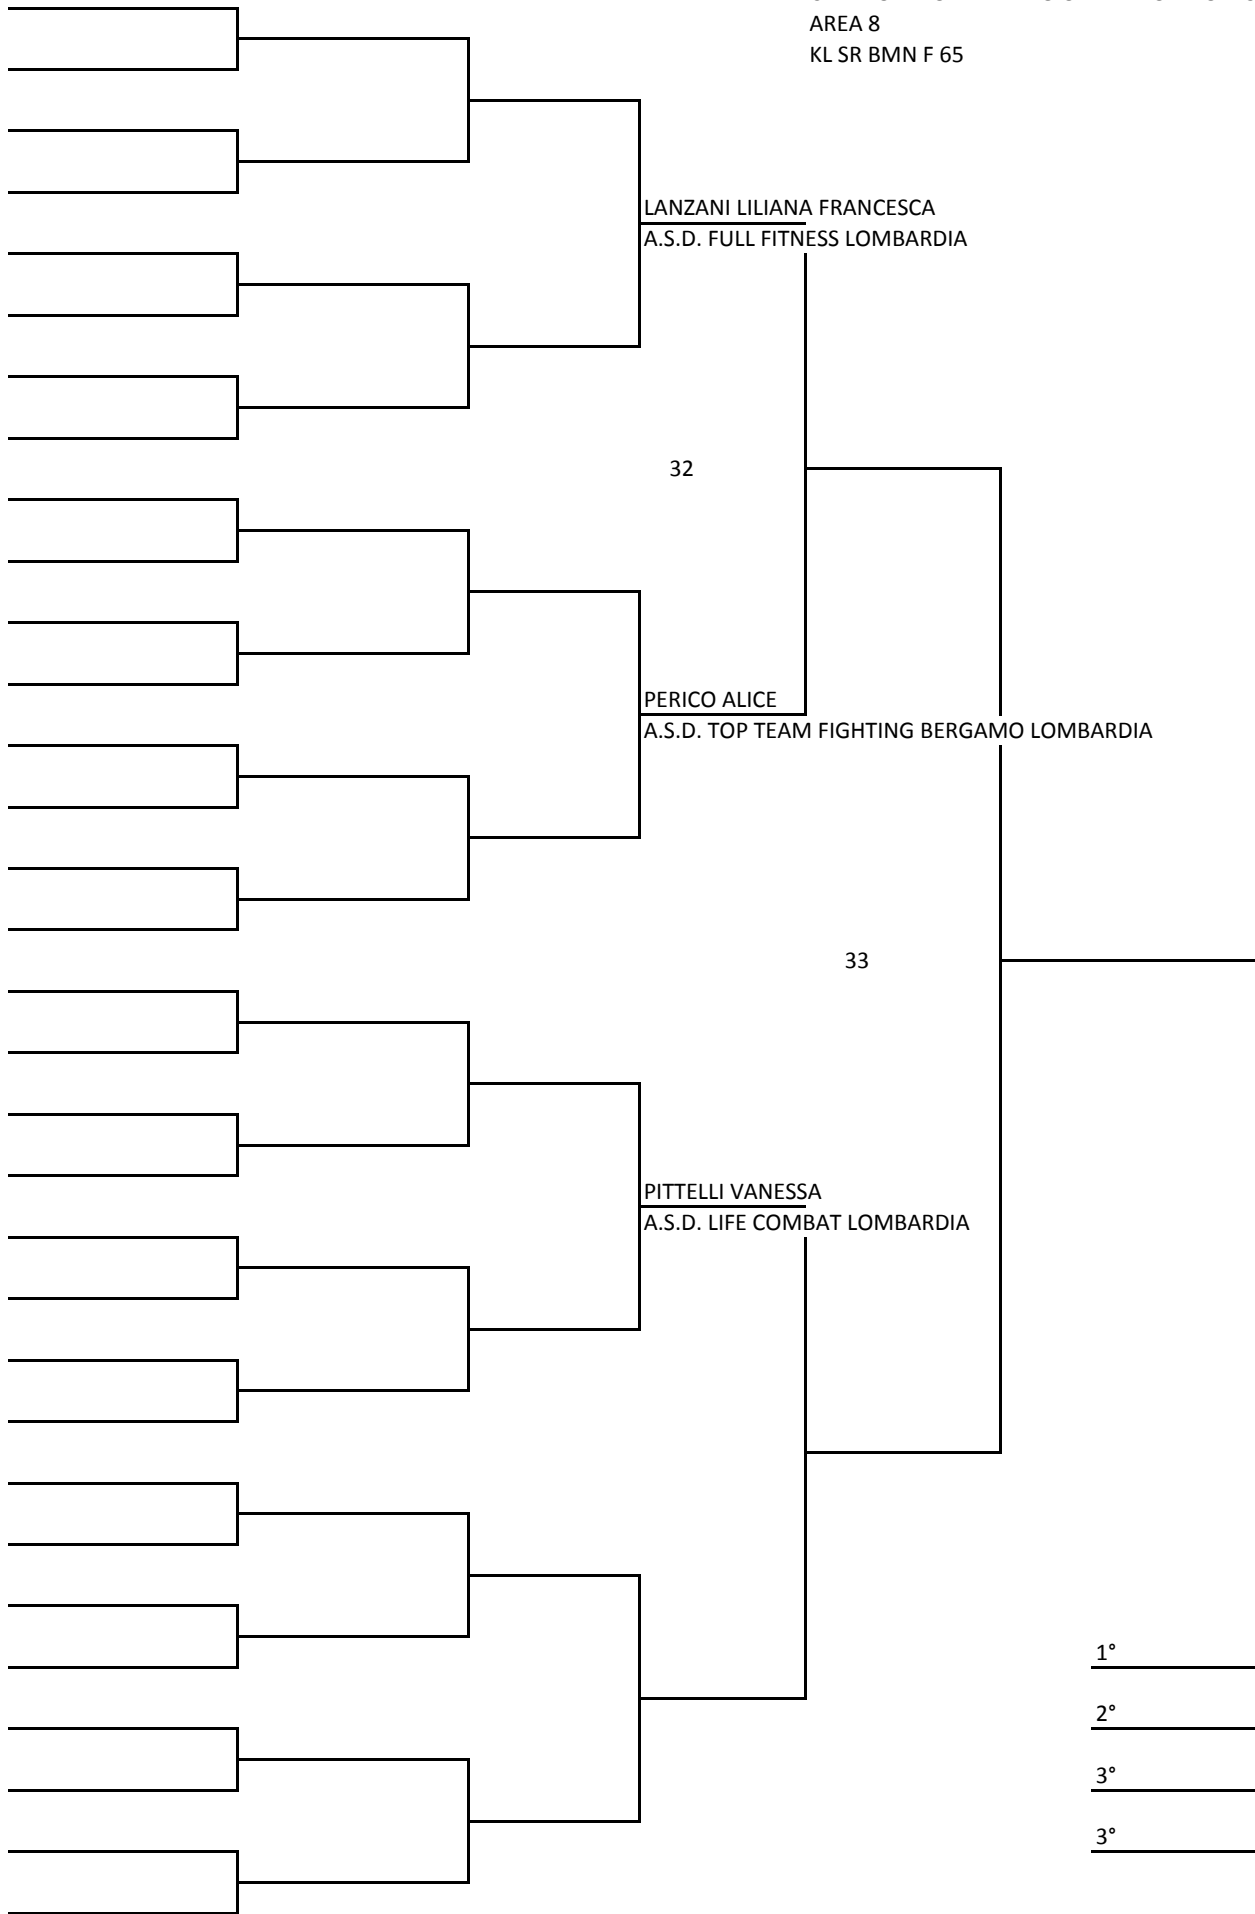 AREA 8
KL SR BMN F 65
LANZANI LILIANA FRANCESCA
A.S.D. FULL FITNESS LOMBARDIA
32
PERICO ALICE
A.S.D. TOP TEAM FIGHTING BERGAMO LOMBARDIA
33
PITTELLI VANESSA
A.S.D. LIFE COMBAT LOMBARDIA
1°
2°
3°
3°